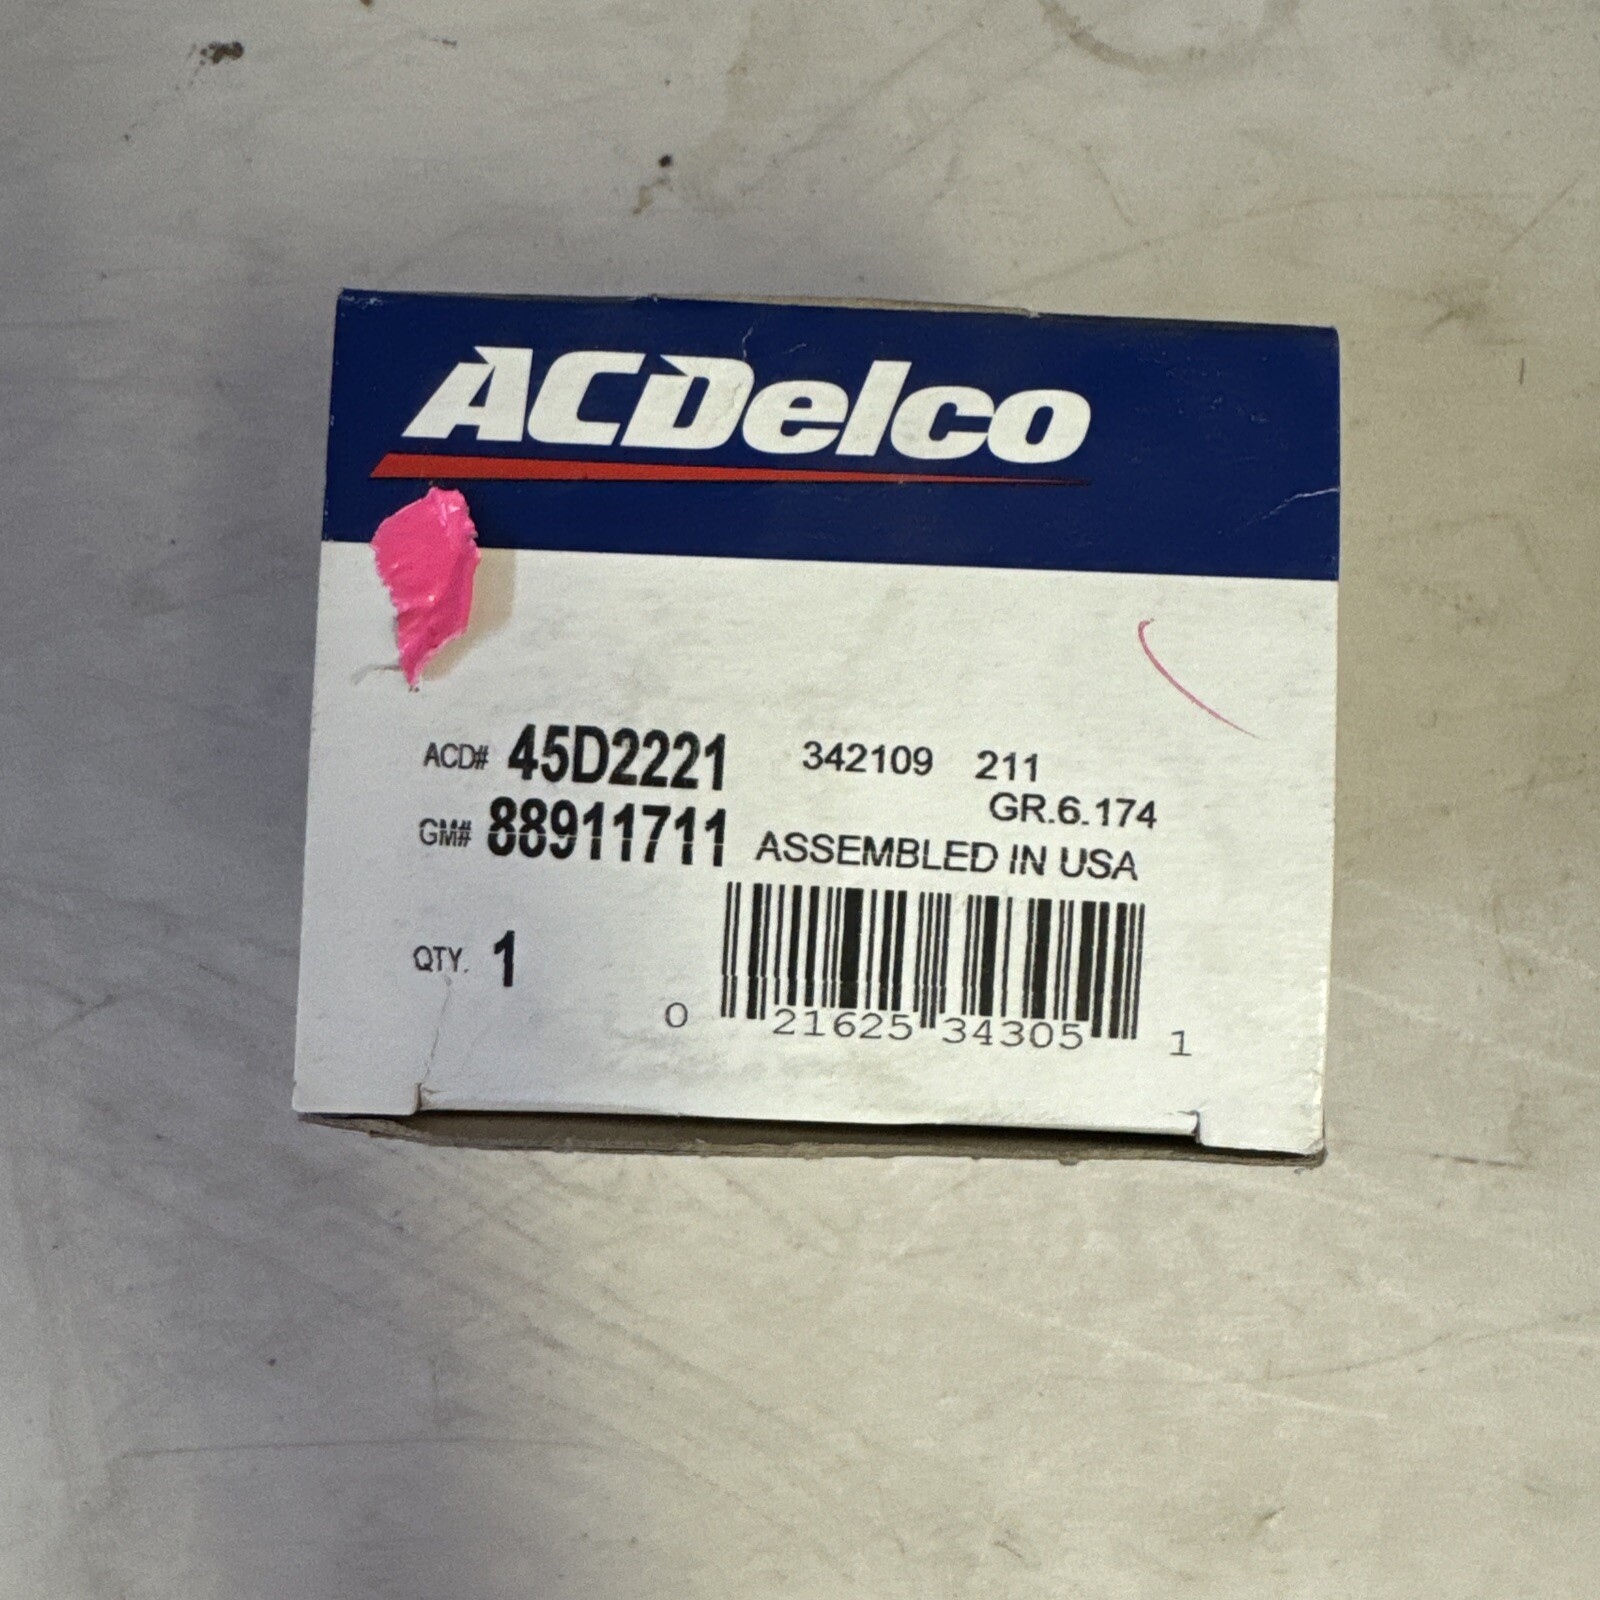 ACDelco
ACD# 45D2221 342109 211
GR.6.174
GM# 88911711 ASSEMBLED IN USA
QTY. 1
0 21625 34305 1